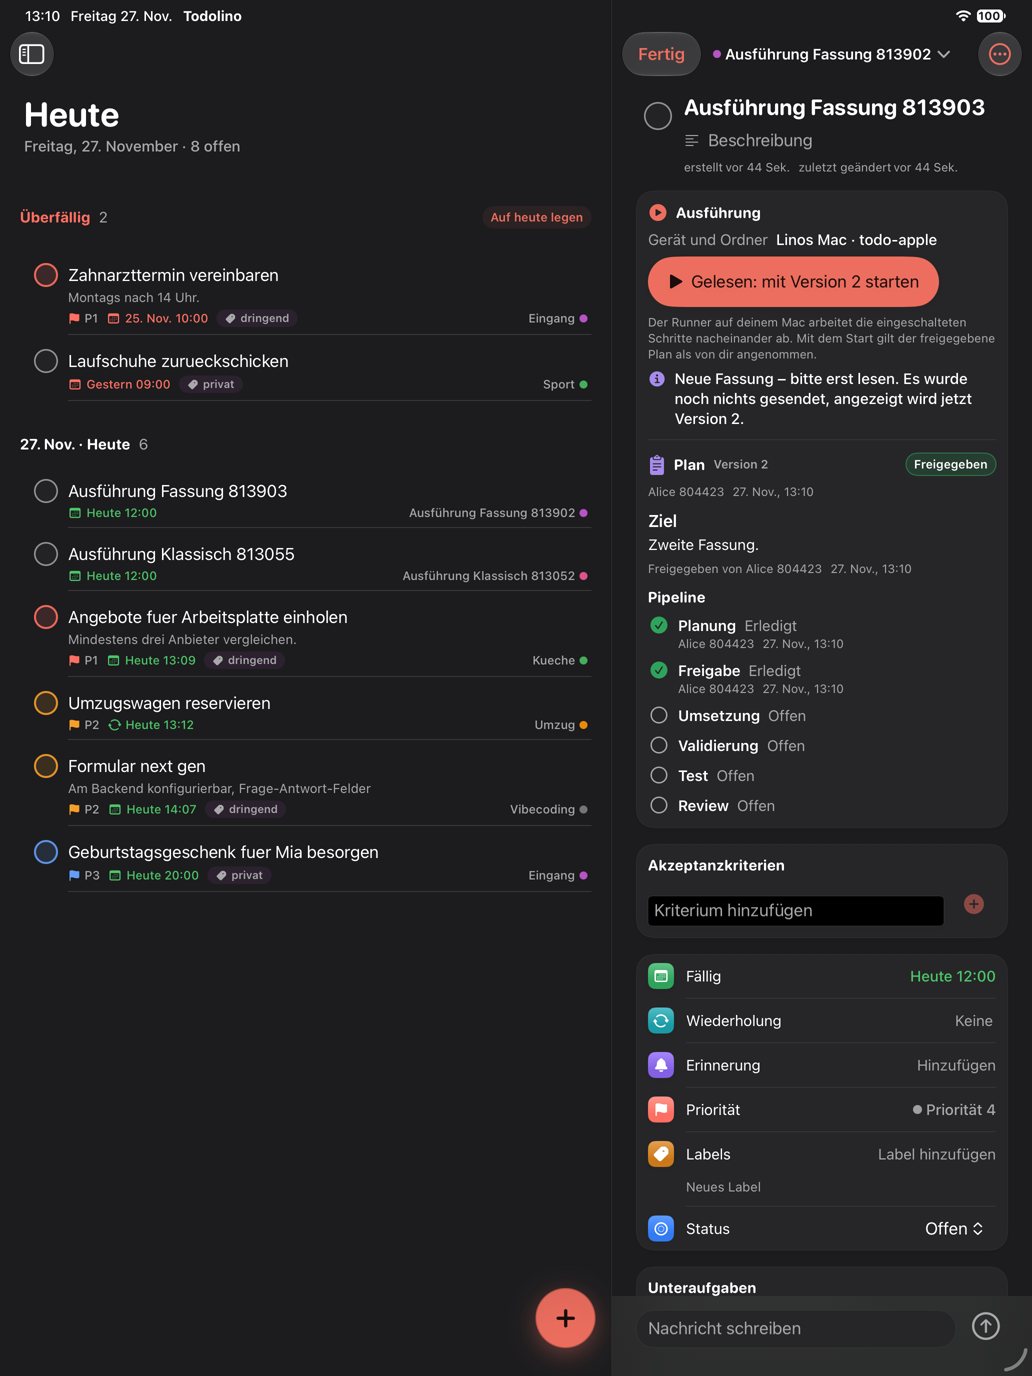 13:10 Freitag 27. Nov. Todolino
100
Heute
Freitag, 27. November · 8 offen
Überfällig 2
Auf heute legen
Zahnarzttermin vereinbaren
Montags nach 14 Uhr.
P1 25. Nov. 10:00 dringend
Eingang
Laufschuhe zurueckschicken
Gestern 09:00 privat
Sport
27. Nov. · Heute 6
Ausführung Fassung 813903
Heute 12:00
Ausführung Fassung 813902
Ausführung Klassisch 813055
Heute 12:00
Ausführung Klassisch 813052
Angebote fuer Arbeitsplatte einholen
Mindestens drei Anbieter vergleichen.
P1 Heute 13:09 dringend
Kueche
Umzugswagen reservieren
P2 Heute 13:12
Umzug
Formular next gen
Am Backend konfigurierbar, Frage-Antwort-Felder
P2 Heute 14:07 dringend
Vibecoding
Geburtstagsgeschenk fuer Mia besorgen
P3 Heute 20:00 privat
Eingang
Fertig
Ausführung Fassung 813902
Ausführung Fassung 813903
Beschreibung
erstellt vor 44 Sek. zuletzt geändert vor 44 Sek.
Ausführung
Gerät und Ordner Linos Mac · todo-apple
Gelesen: mit Version 2 starten
Der Runner auf deinem Mac arbeitet die eingeschalteten
Schritte nacheinander ab. Mit dem Start gilt der freigegebene
Plan als von dir angenommen.
Neue Fassung – bitte erst lesen. Es wurde
noch nichts gesendet, angezeigt wird jetzt
Version 2.
Plan Version 2
Freigegeben
Alice 804423 27. Nov., 13:10
Ziel
Zweite Fassung.
Freigegeben von Alice 804423 27. Nov., 13:10
Pipeline
Planung Erledigt
Alice 804423 27. Nov., 13:10
Freigabe Erledigt
Alice 804423 27. Nov., 13:10
Umsetzung Offen
Validierung Offen
Test Offen
Review Offen
Akzeptanzkriterien
Kriterium hinzufügen
Fällig Heute 12:00
Wiederholung Keine
Erinnerung Hinzufügen
Priorität Priorität 4
Labels Label hinzufügen
Neues Label
Status Offen
Unteraufgaben
Nachricht schreiben